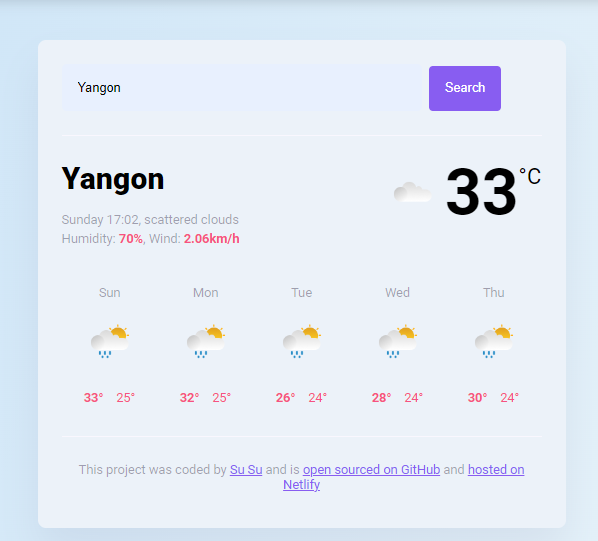 Yangon
Search
Yangon
33°C
Sunday 17:02, scattered clouds
Humidity: 70%, Wind: 2.06km/h
Sun Mon Tue Wed Thu
33° 25° 32° 25° 26° 24° 28° 24° 30° 24°
This project was coded by Su Su and is open sourced on GitHub and hosted on
Netlify